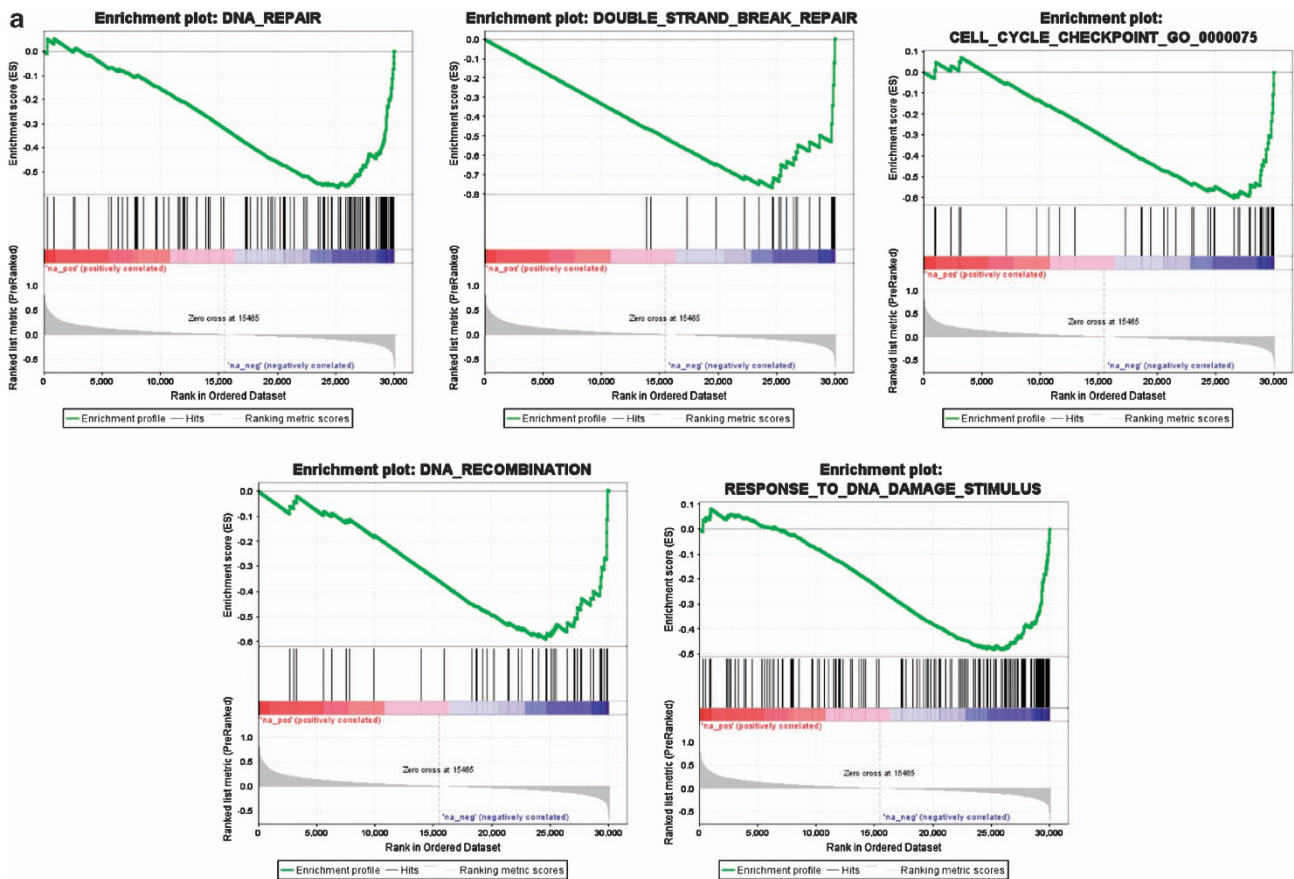 a
Enrichment plot: DNA_REPAIR
Enrichment score (ES)
0.0
-0.1
-0.2
-0.3
-0.4
-0.5
'na_pos' (positively correlated)
Ranked list metric (PreRanked)
1.0
0.5
0.0
-0.5
Zero cross at 15465
'na_neg' (negatively correlated)
0 5,000 10,000 15,000 20,000 25,000 30,000
Rank in Ordered Dataset
Enrichment profile Hits Ranking metric scores
Enrichment plot: DOUBLE_STRAND_BREAK_REPAIR
Enrichment score (ES)
0.0
-0.1
-0.2
-0.3
-0.4
-0.5
-0.6
-0.7
-0.8
'na_pos' (positively correlated)
Ranked list metric (PreRanked)
1.0
0.5
0.0
-0.5
Zero cross at 15465
'na_neg' (negatively correlated)
0 5,000 10,000 15,000 20,000 25,000 30,000
Rank in Ordered Dataset
Enrichment profile Hits Ranking metric scores
Enrichment plot:
CELL_CYCLE_CHECKPOINT_GO_0000075
Enrichment score (ES)
0.1
0.0
-0.1
-0.2
-0.3
-0.4
-0.5
-0.6
'na_pos' (positively correlated)
Ranked list metric (PreRanked)
1.0
0.5
0.0
-0.5
Zero cross at 15465
'na_neg' (negatively correlated)
0 5,000 10,000 15,000 20,000 25,000 30,000
Rank in Ordered Dataset
Enrichment profile Hits Ranking metric scores
Enrichment plot: DNA_RECOMBINATION
Enrichment score (ES)
0.0
-0.1
-0.2
-0.3
-0.4
-0.5
-0.6
'na_pos' (positively correlated)
Ranked list metric (PreRanked)
1.0
0.5
0.0
-0.5
Zero cross at 15465
'na_neg' (negatively correlated)
0 5,000 10,000 15,000 20,000 25,000 30,000
Rank in Ordered Dataset
Enrichment profile Hits Ranking metric scores
Enrichment plot:
RESPONSE_TO_DNA_DAMAGE_STIMULUS
Enrichment score (ES)
0.1
0.0
-0.1
-0.2
-0.3
-0.4
-0.5
'na_pos' (positively correlated)
Ranked list metric (PreRanked)
1.0
0.5
0.0
-0.5
Zero cross at 15465
'na_neg' (negatively correlated)
0 5,000 10,000 15,000 20,000 25,000 30,000
Rank in Ordered Dataset
Enrichment profile Hits Ranking metric scores